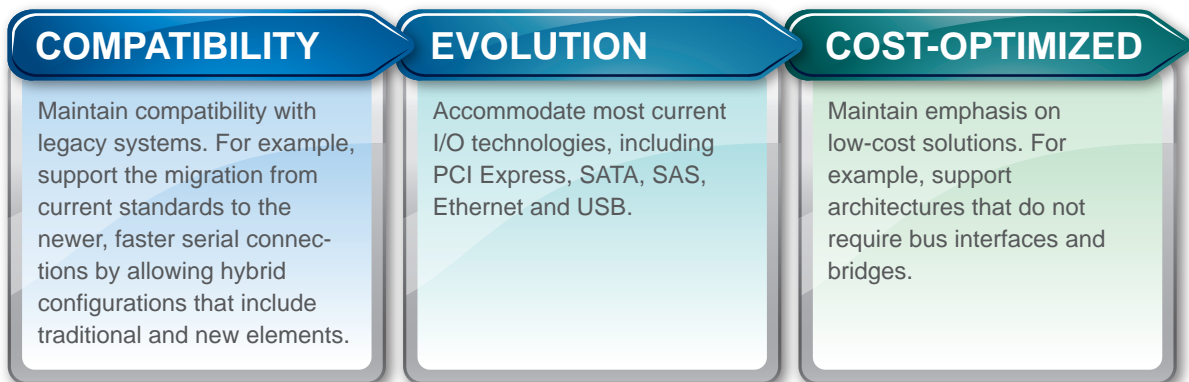 COMPATIBILITY
Maintain compatibility with
legacy systems. For example,
support the migration from
current standards to the
newer, faster serial connec-
tions by allowing hybrid
configurations that include
traditional and new elements.
EVOLUTION
Accommodate most current
I/O technologies, including
PCI Express, SATA, SAS,
Ethernet and USB.
COST-OPTIMIZED
Maintain emphasis on
low-cost solutions. For
example, support
architectures that do not
require bus interfaces and
bridges.